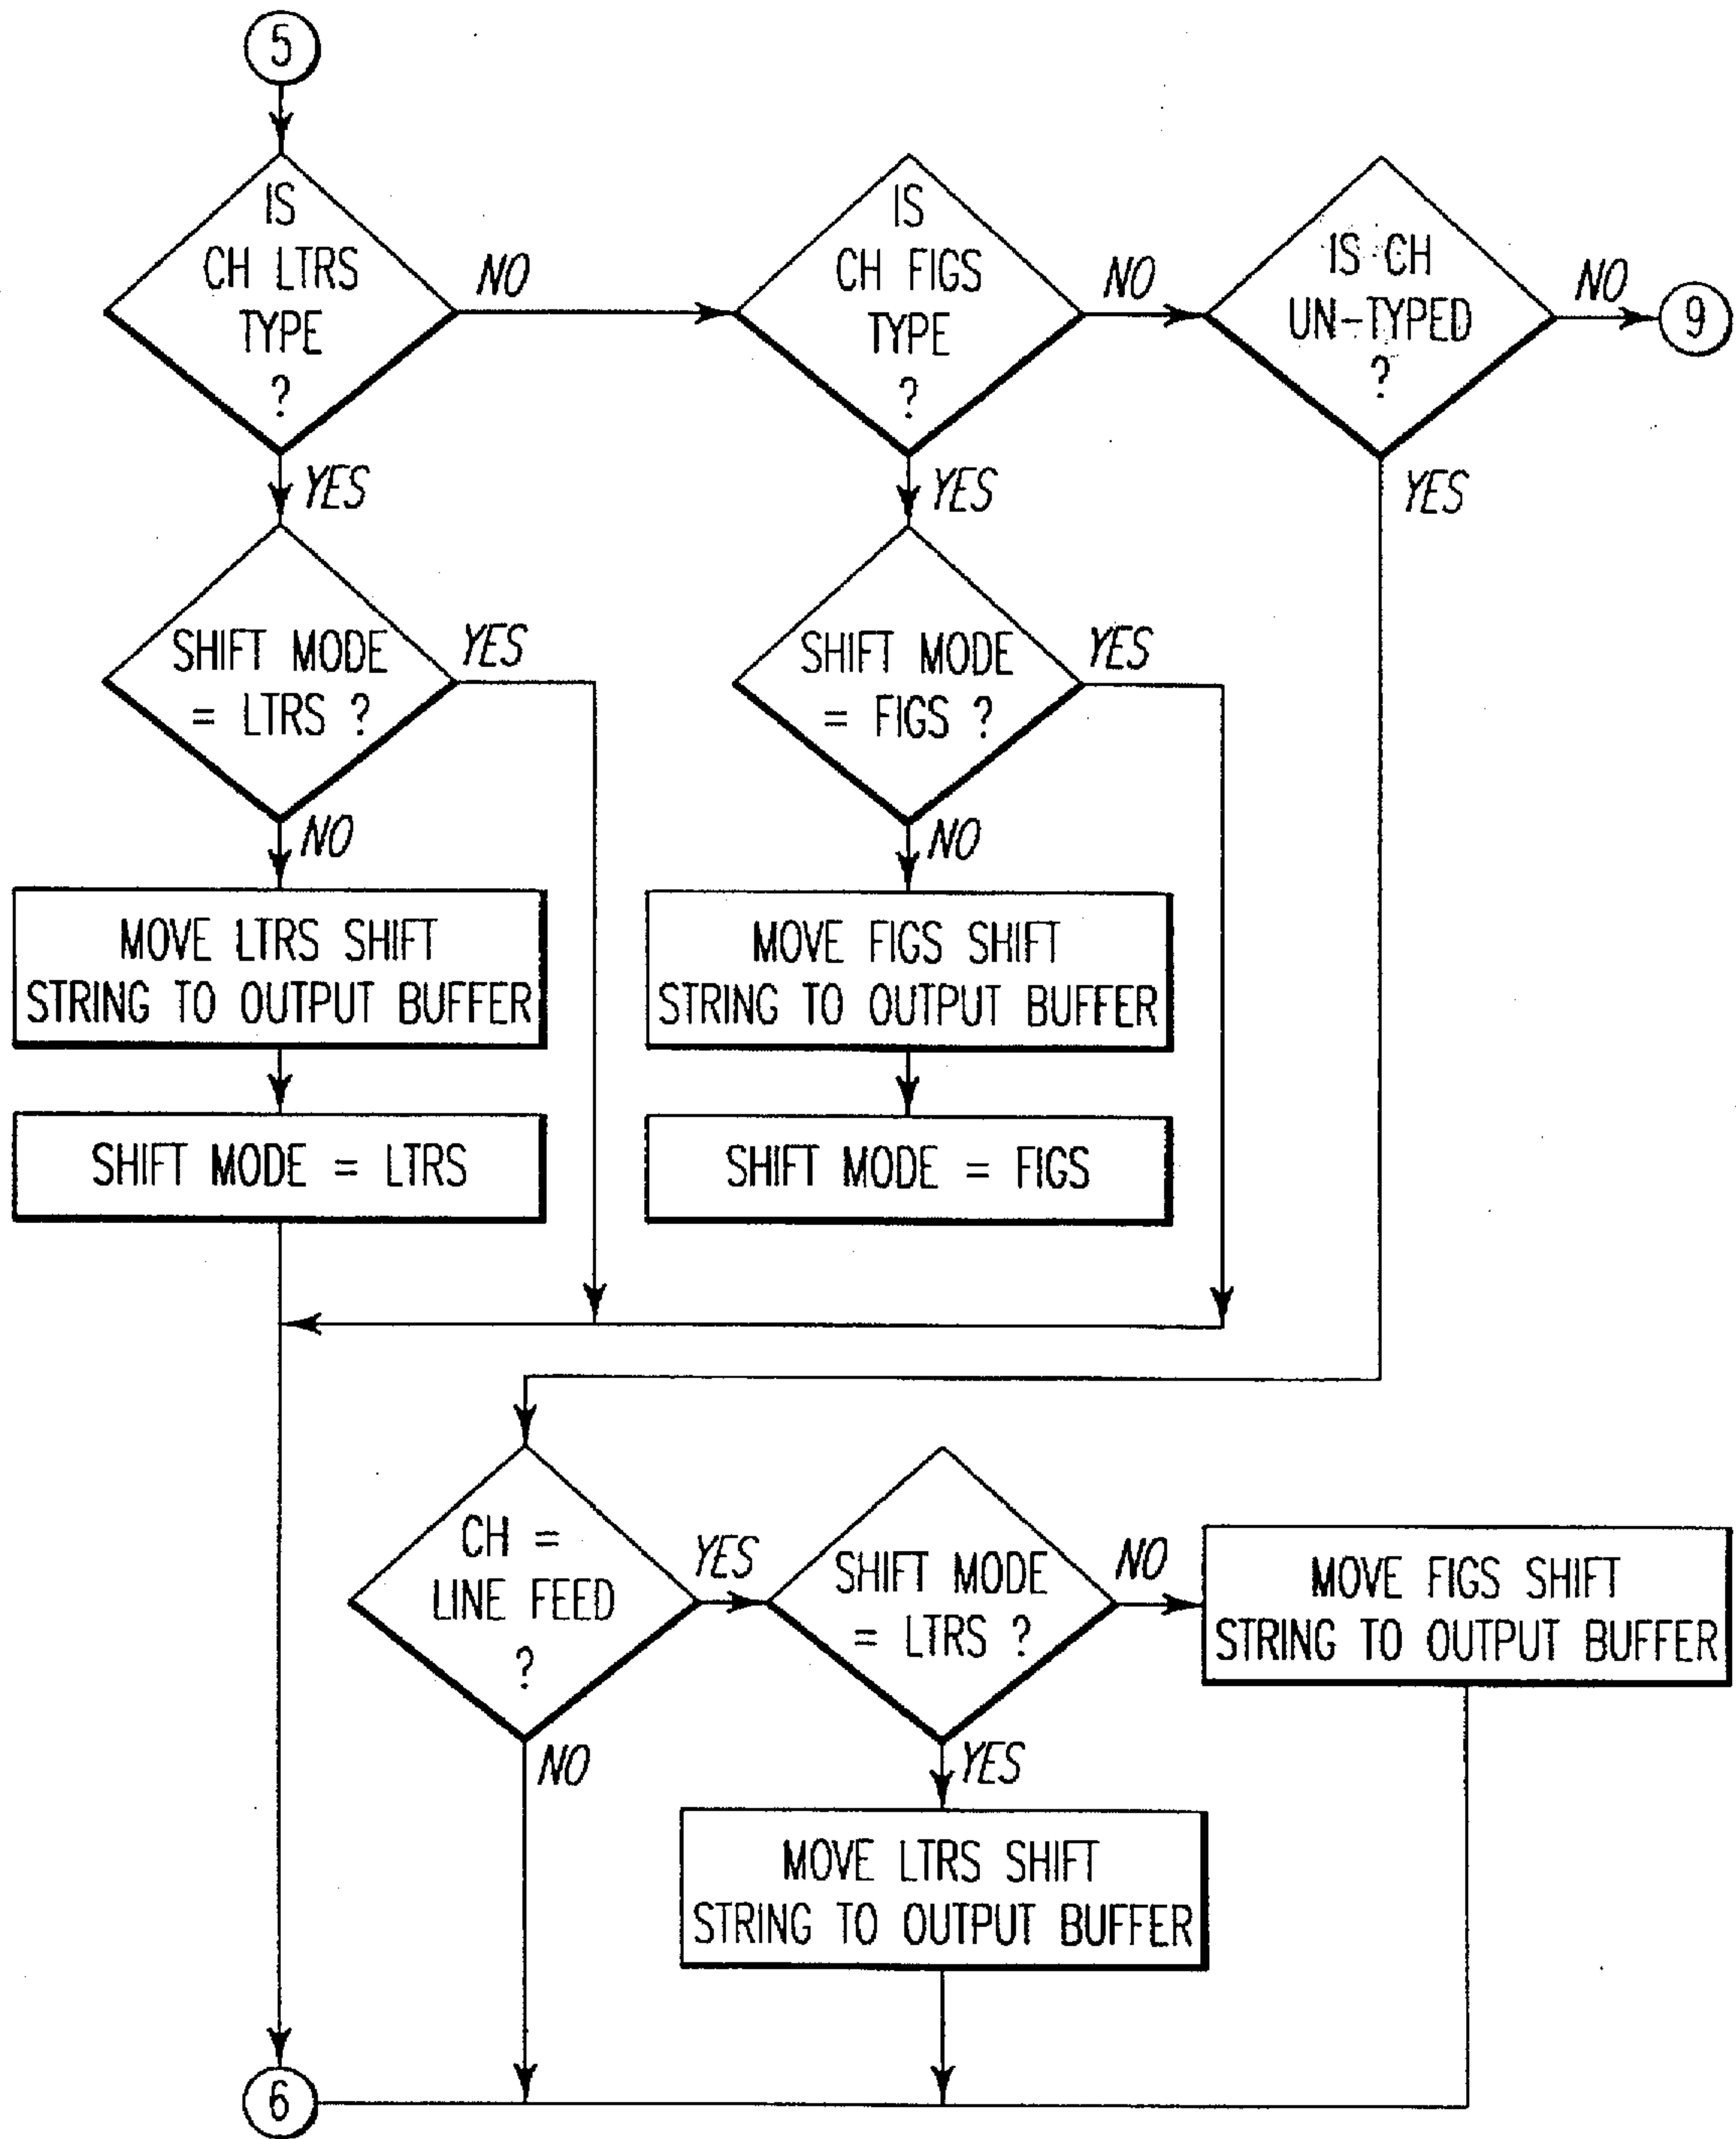 5
IS
CH LTRS
TYPE
?
NO
IS
CH FIGS
TYPE
?
NO
IS CH
UN-TYPED
?
NO
9
YES
YES
YES
SHIFT MODE
= LTRS ?
YES
SHIFT MODE
= FIGS ?
YES
NO
NO
MOVE LTRS SHIFT
STRING TO OUTPUT BUFFER
MOVE FIGS SHIFT
STRING TO OUTPUT BUFFER
SHIFT MODE = LTRS
SHIFT MODE = FIGS
CH =
LINE FEED
?
YES
SHIFT MODE
= LTRS ?
NO
MOVE FIGS SHIFT
STRING TO OUTPUT BUFFER
NO
YES
MOVE LTRS SHIFT
STRING TO OUTPUT BUFFER
6